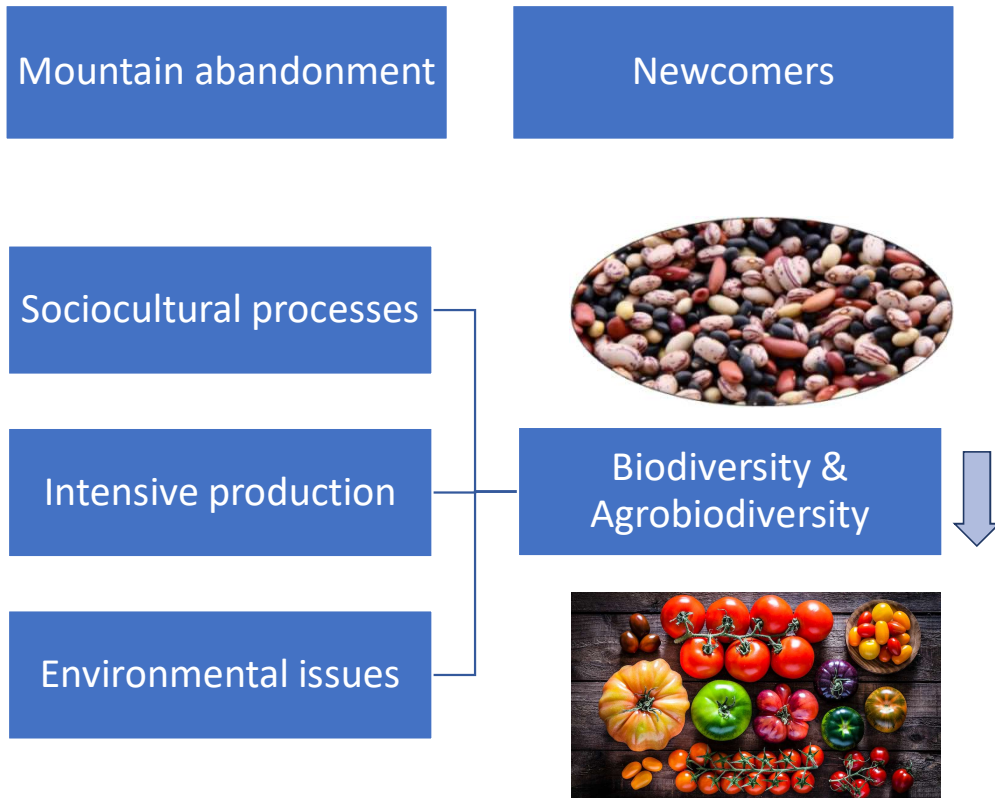 Mountain abandonment
Newcomers
Sociocultural processes
Intensive production
Biodiversity &
Agrobiodiversity
Environmental issues